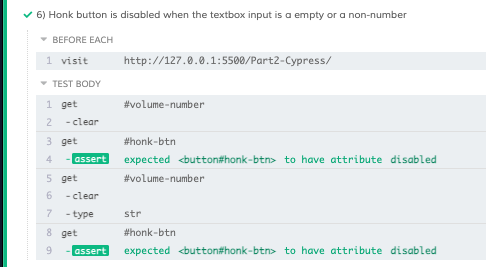 6) Honk button is disabled when the textbox input is a empty or a non-number
BEFORE EACH
1 visit http://127.0.0.1:5500/Part2-Cypress/
TEST BODY
1 get #volume-number
2 -clear
3 get #honk-btn
4 -assert expected <button#honk-btn> to have attribute disabled
5 get #volume-number
6 -clear
7 -type str
8 get #honk-btn
9 -assert expected <button#honk-btn> to have attribute disabled